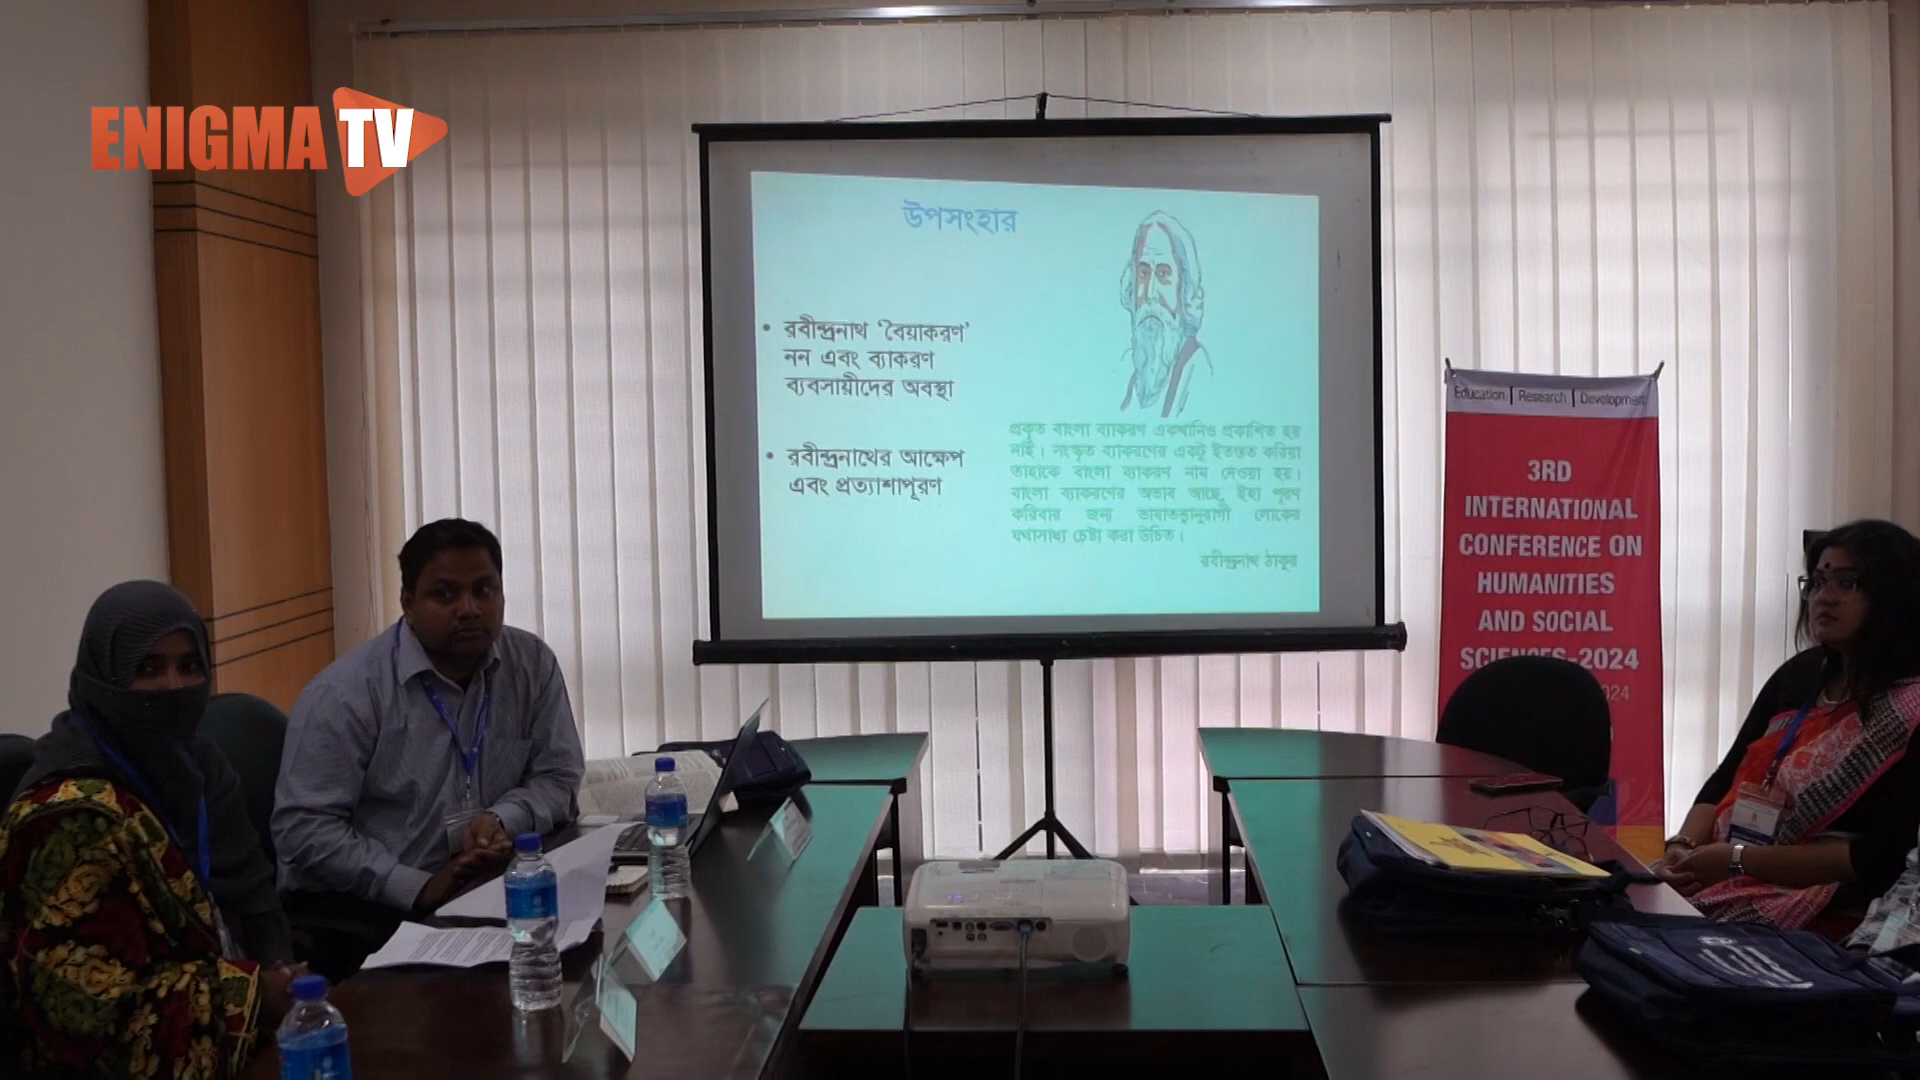 ENIGMA TV
উপসংহার
• রবীন্দ্রনাথ ‘বৈয়াকরণ’
নন এবং ব্যাকরণ
ব্যবসায়ীদের অবস্থা
• রবীন্দ্রনাথের আক্ষেপ
এবং প্রত্যাশাপূরণ
প্রকৃত বাংলা ব্যাকরণ একখানিও প্রকাশিত হয়
নাই। সংস্কৃত ব্যাকরণের একটু ইতস্তত করিয়া
তাহাকে বাংলা ব্যাকরণ নাম দেওয়া হয়।
বাংলা ব্যাকরণের অভাব আছে, ইহা পূরণ
করিবার জন্য ভাষাতত্ত্বানুরাগী লোকের
যথাসাধ্য চেষ্টা করা উচিত।
রবীন্দ্রনাথ ঠাকুর
Education | Research | Development
3RD
INTERNATIONAL
CONFERENCE ON
HUMANITIES
AND SOCIAL
SCIENCES-2024